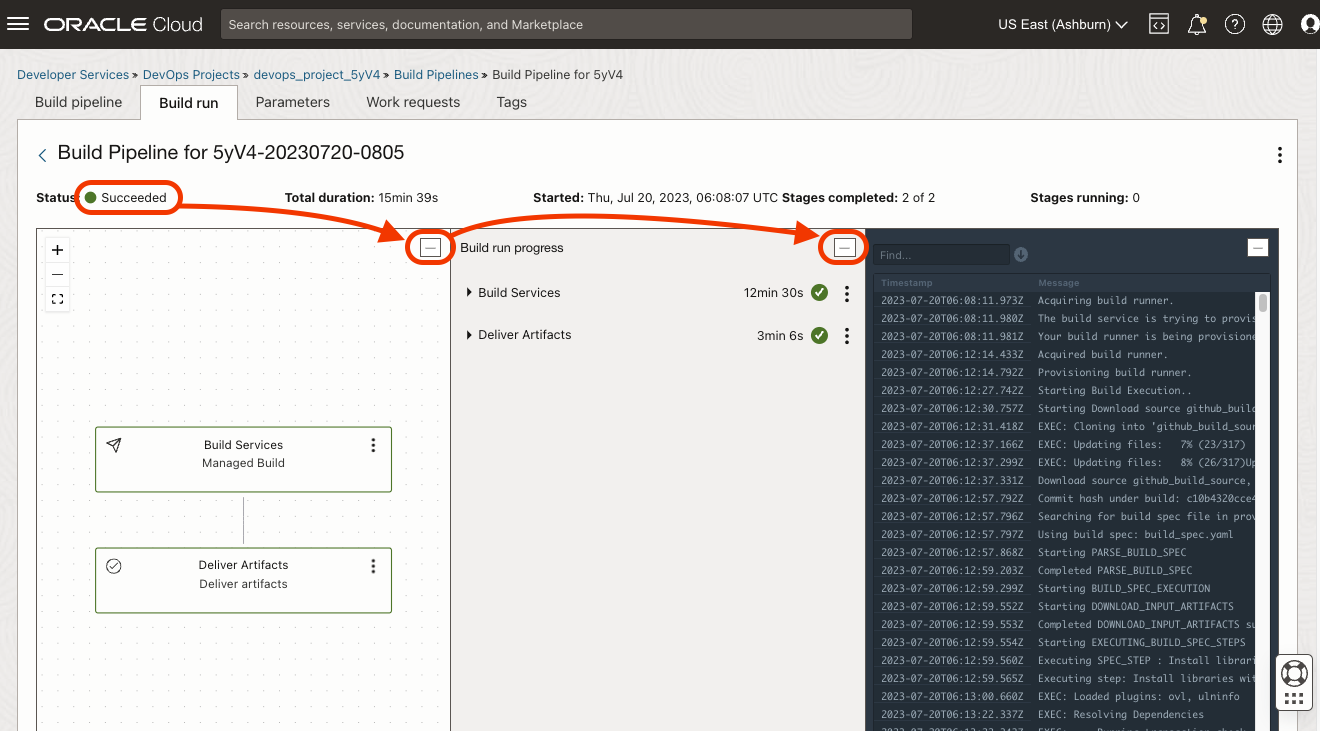 ORACLE Cloud
Search resources, services, documentation, and Marketplace
US East (Ashburn)
Developer Services » DevOps Projects » devops_project_5yV4 » Build Pipelines » Build Pipeline for 5yV4
Build pipeline
Build run
Parameters
Work requests
Tags
Build Pipeline for 5yV4-20230720-0805
Status: Succeeded
Total duration: 15min 39s
Started: Thu, Jul 20, 2023, 06:08:07 UTC
Stages completed: 2 of 2
Stages running: 0
Build Services
Managed Build
Deliver Artifacts
Deliver artifacts
Build run progress
Build Services 12min 30s
Deliver Artifacts 3min 6s
Find...
Timestamp Message
2023-07-20T06:08:11.973Z Acquiring build runner.
2023-07-20T06:08:11.980Z The build service is trying to provis
2023-07-20T06:08:11.981Z Your build runner is being provisione
2023-07-20T06:12:14.433Z Acquired build runner.
2023-07-20T06:12:14.792Z Provisioning build runner.
2023-07-20T06:12:27.742Z Starting Build Execution..
2023-07-20T06:12:30.757Z Starting Download source github_build
2023-07-20T06:12:31.418Z EXEC: Cloning into 'github_build_sour
2023-07-20T06:12:37.166Z EXEC: Updating files: 7% (23/317)
2023-07-20T06:12:37.299Z EXEC: Updating files: 8% (26/317)Up
2023-07-20T06:12:37.331Z Download source github_build_source,
2023-07-20T06:12:57.792Z Commit hash under build: c10b4320cce4
2023-07-20T06:12:57.796Z Searching for build spec file in prov
2023-07-20T06:12:57.797Z Using build spec: build_spec.yaml
2023-07-20T06:12:57.868Z Starting PARSE_BUILD_SPEC
2023-07-20T06:12:59.203Z Completed PARSE_BUILD_SPEC
2023-07-20T06:12:59.299Z Starting BUILD_SPEC_EXECUTION
2023-07-20T06:12:59.552Z Starting DOWNLOAD_INPUT_ARTIFACTS
2023-07-20T06:12:59.553Z Completed DOWNLOAD_INPUT_ARTIFACTS su
2023-07-20T06:12:59.554Z Starting EXECUTING_BUILD_SPEC_STEPS
2023-07-20T06:12:59.560Z Executing SPEC_STEP : Install librari
2023-07-20T06:12:59.565Z Executing step: Install libraries wit
2023-07-20T06:13:00.660Z EXEC: Loaded plugins: ovl, ulninfo
2023-07-20T06:13:22.337Z EXEC: Resolving Dependencies